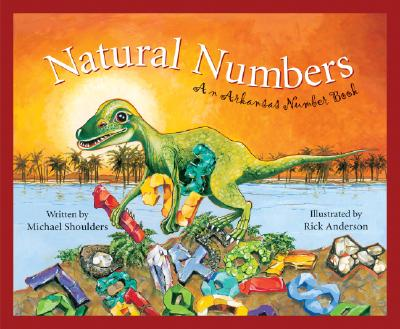 Natural Numbers
An Arkansas Number Book
Written by
Michael Shoulders
Illustrated by
Rick Anderson